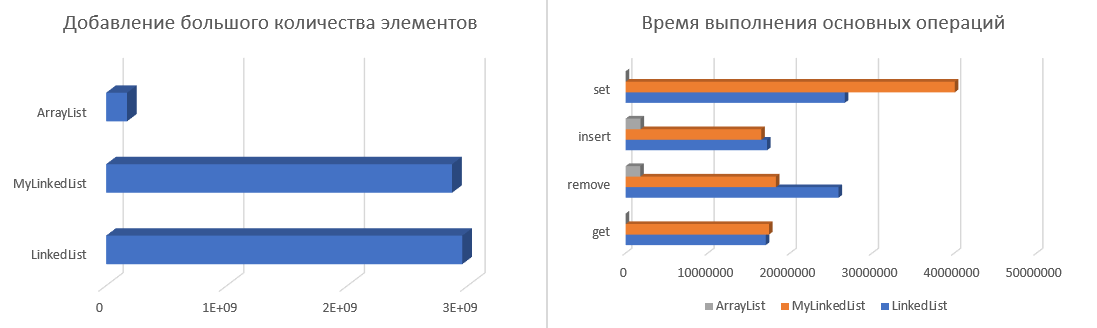 Добавление большого количества элементов
ArrayList
MyLinkedList
LinkedList
0 1E+09 2E+09 3E+09
Время выполнения основных операций
set
insert
remove
get
0 10000000 20000000 30000000 40000000 50000000
ArrayList MyLinkedList LinkedList